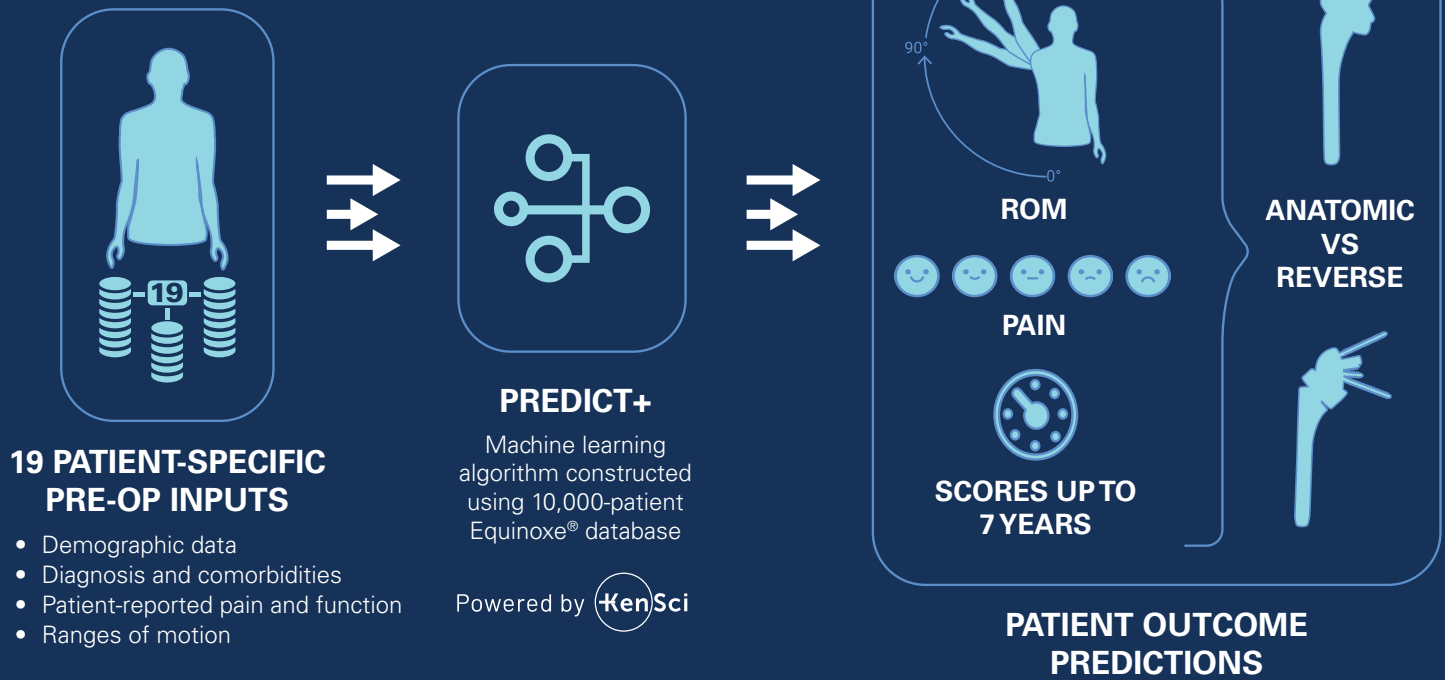 19
19 PATIENT-SPECIFIC
PRE-OP INPUTS
• Demographic data
• Diagnosis and comorbidities
• Patient-reported pain and function
• Ranges of motion
PREDICT+
Machine learning
algorithm constructed
using 10,000-patient
Equinoxe® database
Powered by KenSci
90°
0°
ROM
PAIN
SCORES UP TO
7 YEARS
ANATOMIC
VS
REVERSE
PATIENT OUTCOME
PREDICTIONS